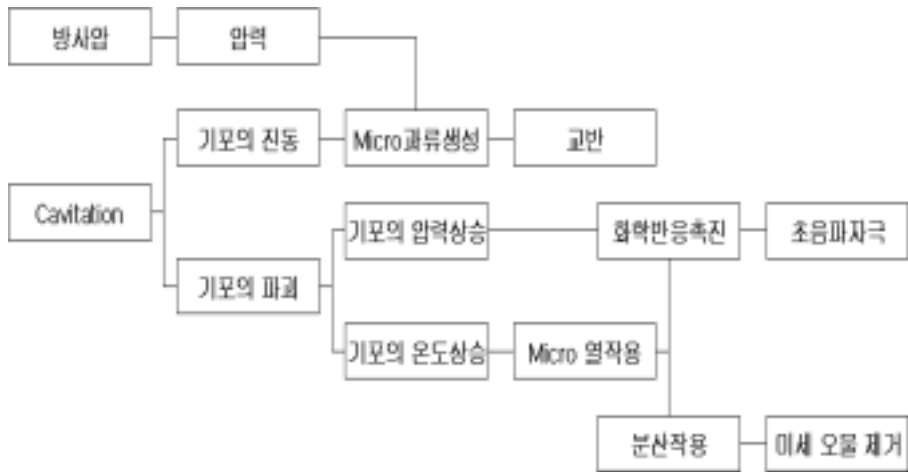 방사압
압력
기포의 진동
Micro과류생성
교반
Cavitation
기포의 압력상승
화학반응촉진
초음파자극
기포의 파괴
기포의 온도상승
Micro 열작용
분산작용
미세 오물 제거